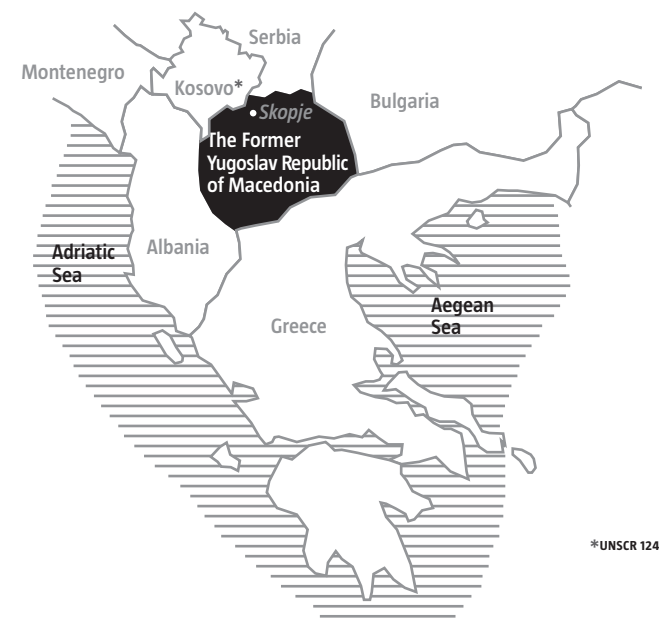 Serbia
Montenegro
Kosovo*
Bulgaria
Skopje
The Former
Yugoslav Republic
of Macedonia
Adriatic
Sea
Albania
Aegean
Sea
Greece
*UNSCR 124